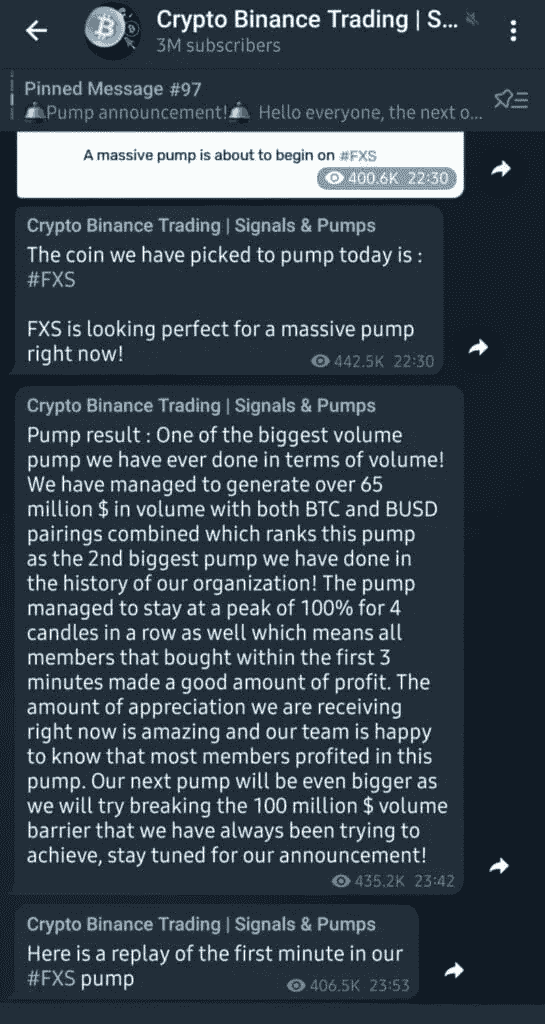 Crypto Binance Trading | S...
3M subscribers
Pinned Message #97
Pump announcement! Hello everyone, the next o...
A massive pump is about to begin on #FXS
400.6K 22:30
Crypto Binance Trading | Signals & Pumps
The coin we have picked to pump today is :
#FXS
FXS is looking perfect for a massive pump
right now!
442.5K 22:30
Crypto Binance Trading | Signals & Pumps
Pump result : One of the biggest volume
pump we have ever done in terms of volume!
We have managed to generate over 65
million $ in volume with both BTC and BUSD
pairings combined which ranks this pump
as the 2nd biggest pump we have done in
the history of our organization! The pump
managed to stay at a peak of 100% for 4
candles in a row as well which means all
members that bought within the first 3
minutes made a good amount of profit. The
amount of appreciation we are receiving
right now is amazing and our team is happy
to know that most members profited in this
pump. Our next pump will be even bigger as
we will try breaking the 100 million $ volume
barrier that we have always been trying to
achieve, stay tuned for our announcement!
435.2K 23:42
Crypto Binance Trading | Signals & Pumps
Here is a replay of the first minute in our
#FXS pump
406.5K 23:53